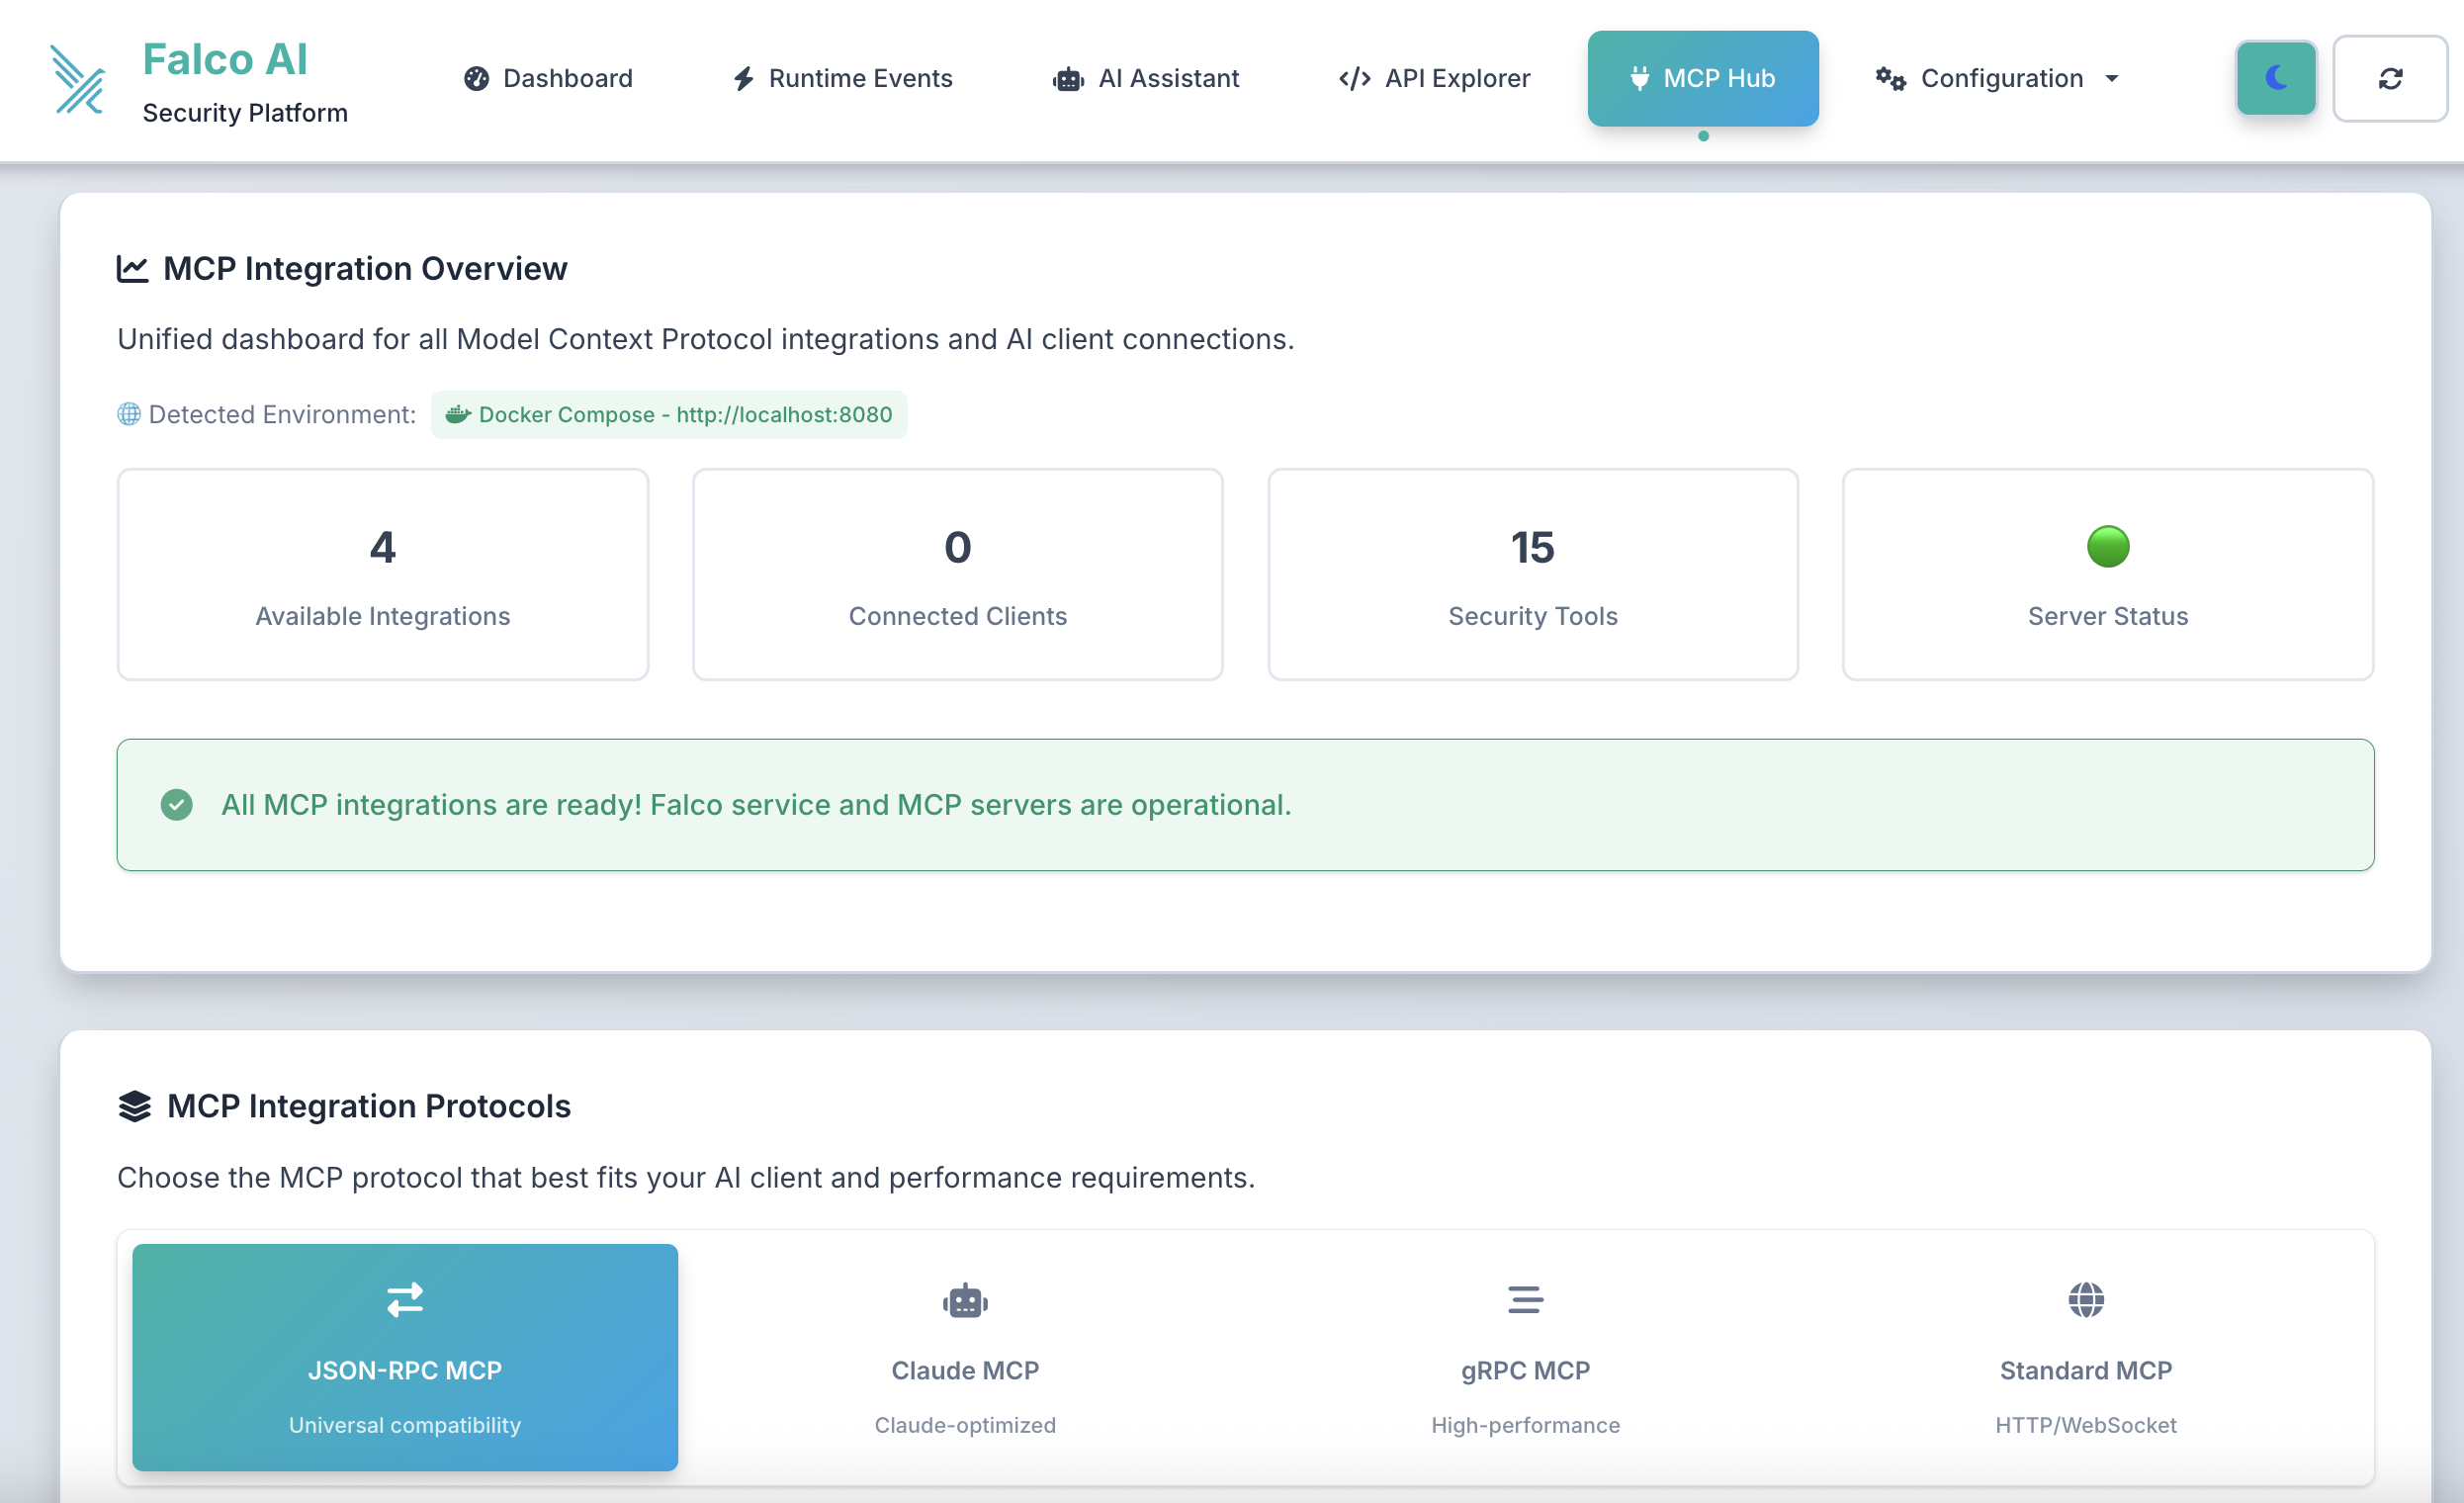 Falco AI
Security Platform
Dashboard
Runtime Events
AI Assistant
API Explorer
MCP Hub
Configuration
MCP Integration Overview
Unified dashboard for all Model Context Protocol integrations and AI client connections.
Detected Environment: Docker Compose - http://localhost:8080
4
Available Integrations
0
Connected Clients
15
Security Tools
Server Status
All MCP integrations are ready! Falco service and MCP servers are operational.
MCP Integration Protocols
Choose the MCP protocol that best fits your AI client and performance requirements.
JSON-RPC MCP
Universal compatibility
Claude MCP
Claude-optimized
gRPC MCP
High-performance
Standard MCP
HTTP/WebSocket